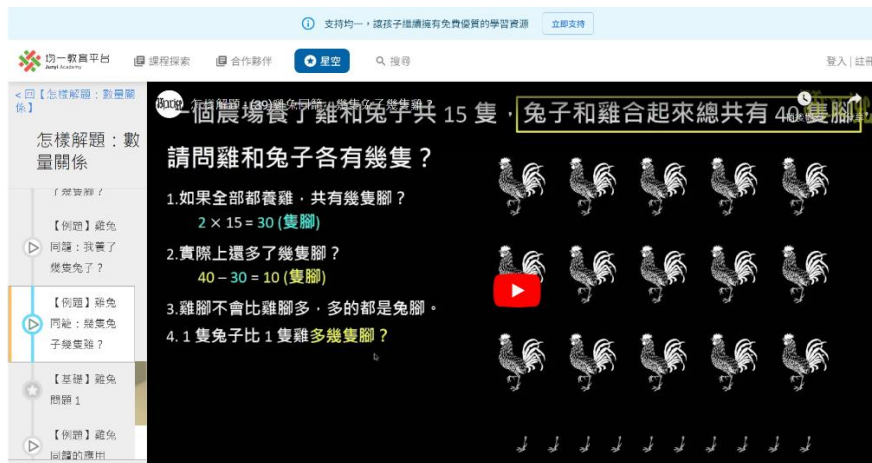 支持均一，讓孩子繼續擁有免費優質的學習資源
立即支持
均一教育平台
Junyi Academy
課程探索
合作夥伴
星空
搜尋
登入 | 註冊
< 回【怎樣解題：數量關係】
怎樣解題：數量關係
了幾隻腳？
【例題】雞兔
同籠：我養了
幾隻兔子？
【例題】雞兔
同籠：幾隻兔
子幾隻雞？
【基礎】雞兔
問題 1
【例題】雞兔
同籠的應用
一個農場養了雞和兔子共 15 隻，兔子和雞合起來總共有 40 隻腳
請問雞和兔子各有幾隻？
1.如果全部都養雞，共有幾隻腳？
2 × 15 = 30 (隻腳)
2.實際上還多了幾隻腳？
40 – 30 = 10 (隻腳)
3.雞腳不會比雞腳多，多的都是兔腳。
4. 1 隻兔子比 1 隻雞多幾隻腳？